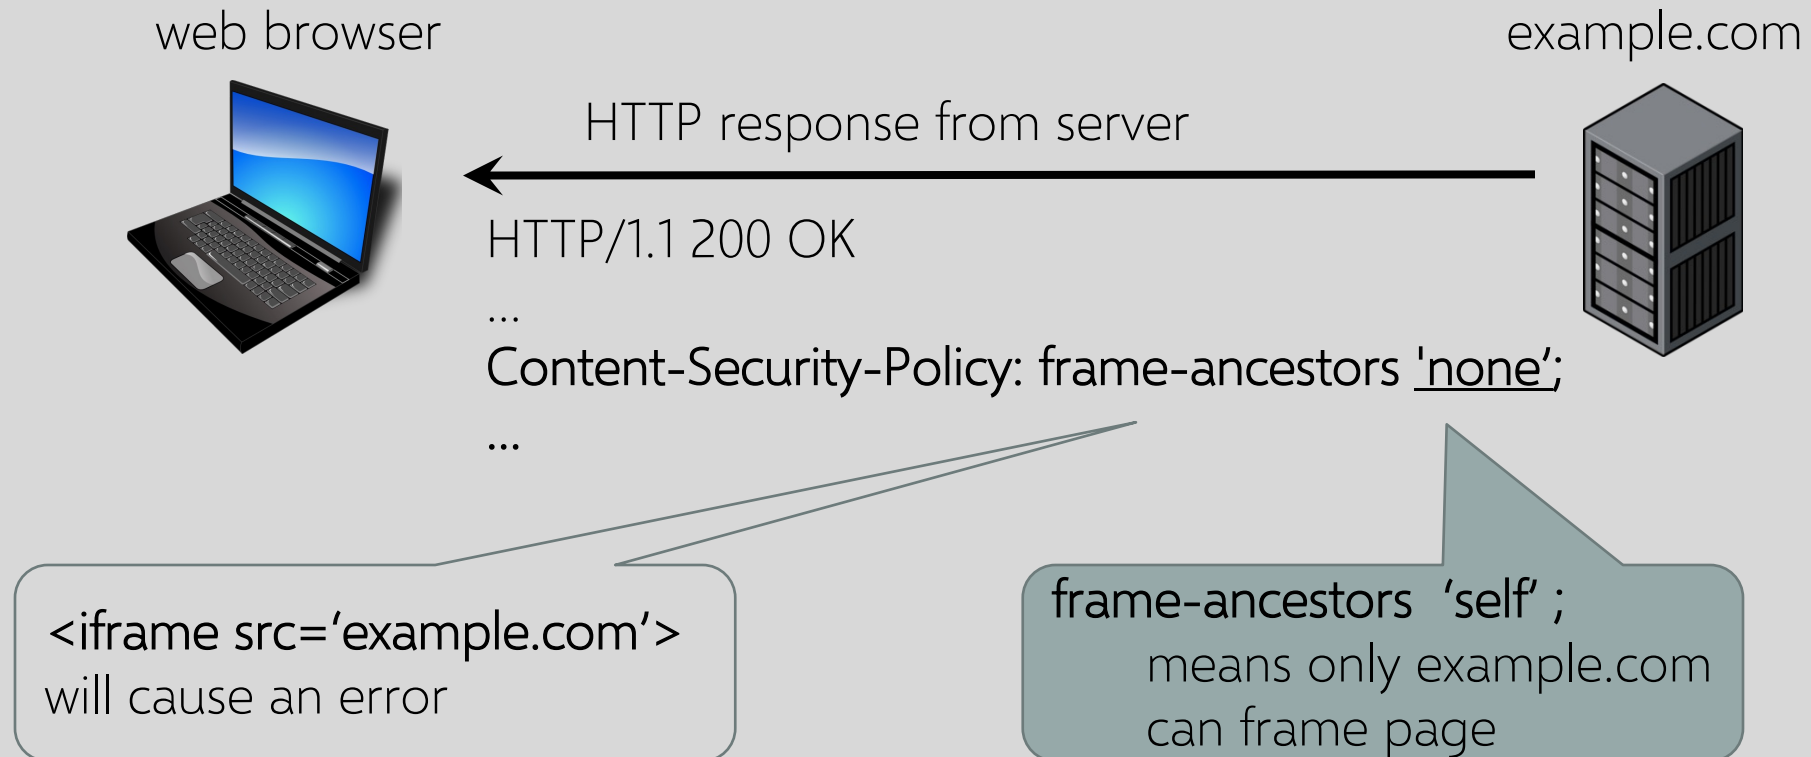 web browser
example.com
HTTP response from server
HTTP/1.1 200 OK
...
Content-Security-Policy: frame-ancestors 'none’;
...
<iframe src=‘example.com’>
will cause an error
frame-ancestors ‘self’ ;
means only example.com
can frame page